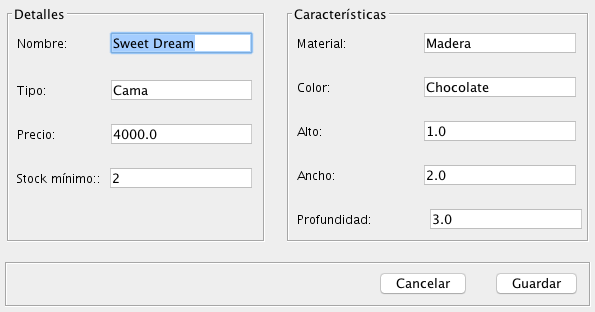 Detalles
Nombre: Sweet Dream
Tipo: Cama
Precio: 4000.0
Stock mínimo:: 2
Características
Material: Madera
Color: Chocolate
Alto: 1.0
Ancho: 2.0
Profundidad: 3.0
Cancelar Guardar